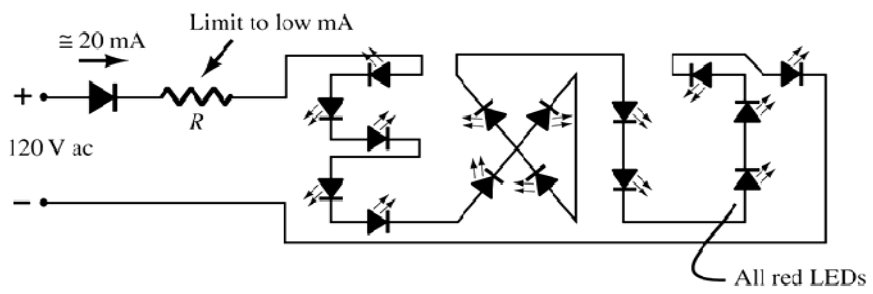 Limit to low mA
≅ 20 mA
+
R
120 V ac
−
All red LEDs